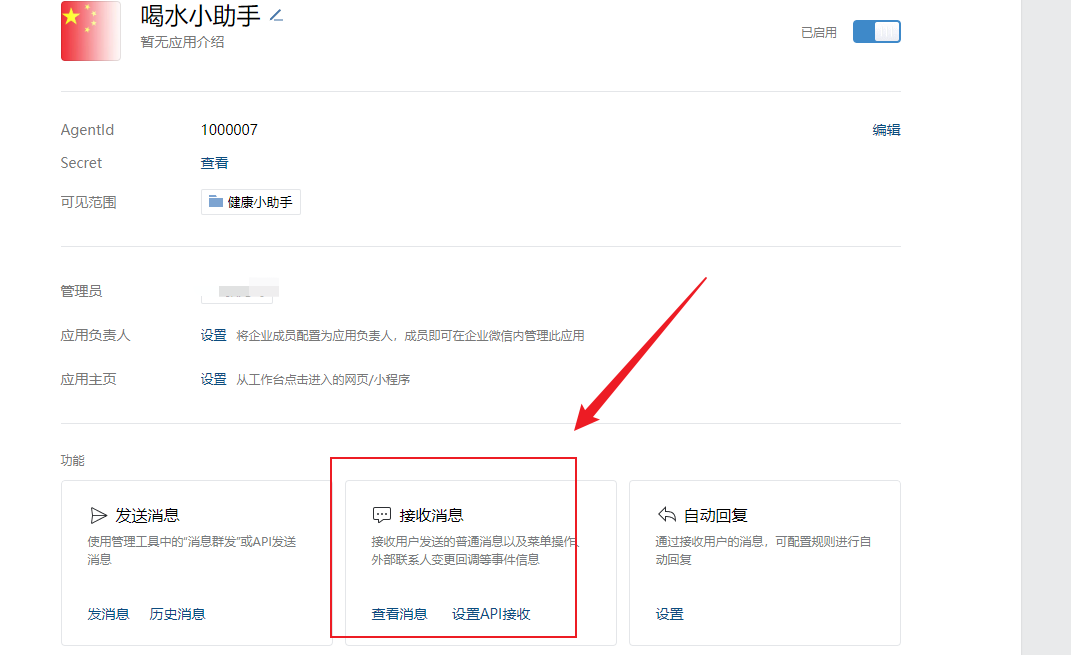 喝水小助手
暂无应用介绍
已启用
AgentId 1000007 编辑
Secret 查看
可见范围 健康小助手
管理员
应用负责人 设置 将企业成员配置为应用负责人，成员即可在企业微信内管理此应用
应用主页 设置 从工作台点击进入的网页/小程序
功能
发送消息
使用管理工具中的“消息群发”或API发送
消息
发消息 历史消息
接收消息
接收用户发送的普通消息以及菜单操作、
外部联系人变更回调等事件信息
查看消息 设置API接收
自动回复
通过接收用户的消息，可配置规则进行自
动回复
设置